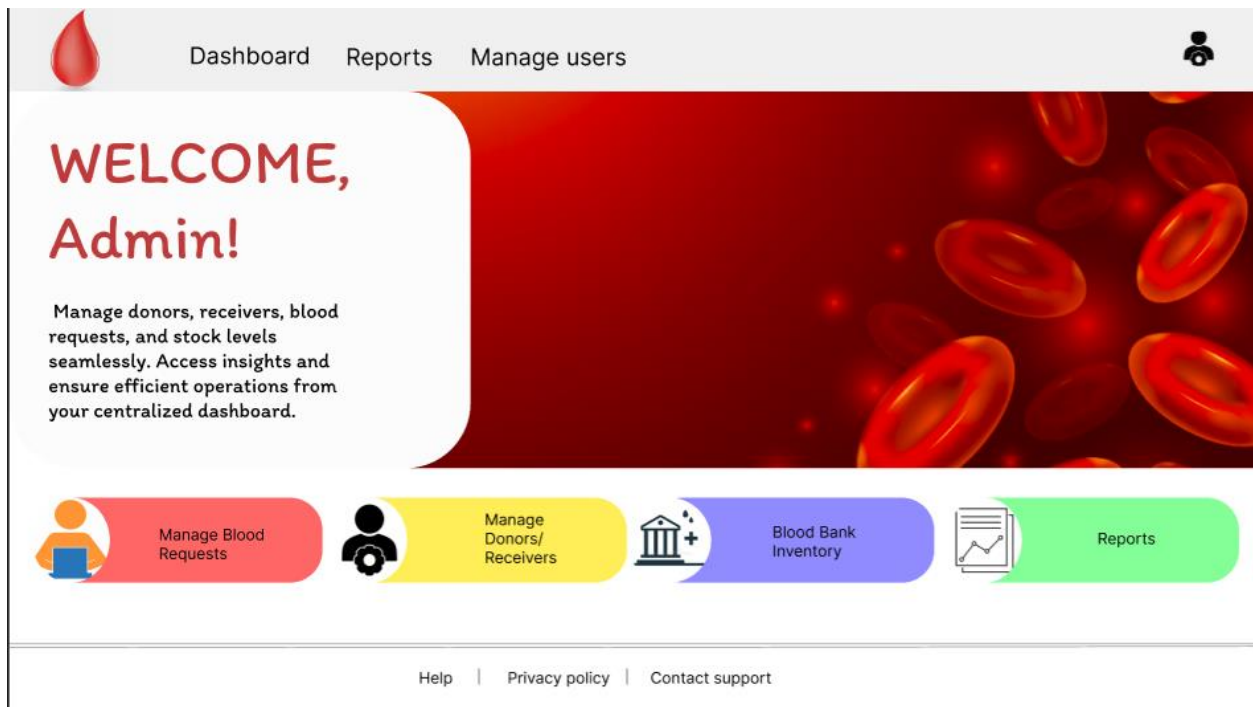 Dashboard Reports Manage users
WELCOME,
Admin!
Manage donors, receivers, blood
requests, and stock levels
seamlessly. Access insights and
ensure efficient operations from
your centralized dashboard.
Manage Blood
Requests
Manage
Donors/
Receivers
Blood Bank
Inventory
Reports
Help | Privacy policy | Contact support